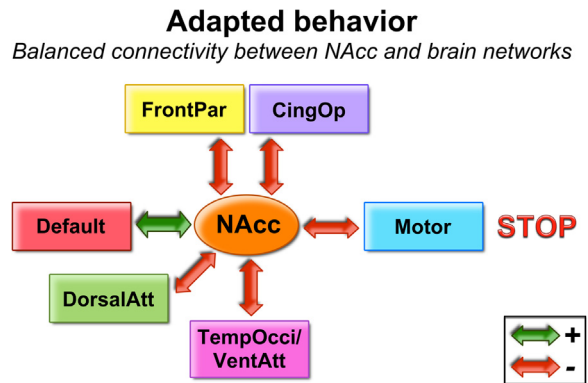 Adapted behavior
Balanced connectivity between NAcc and brain networks
FrontPar
CingOp
Default
NAcc
Motor
STOP
DorsalAtt
TempOcci/
VentAtt
+
-